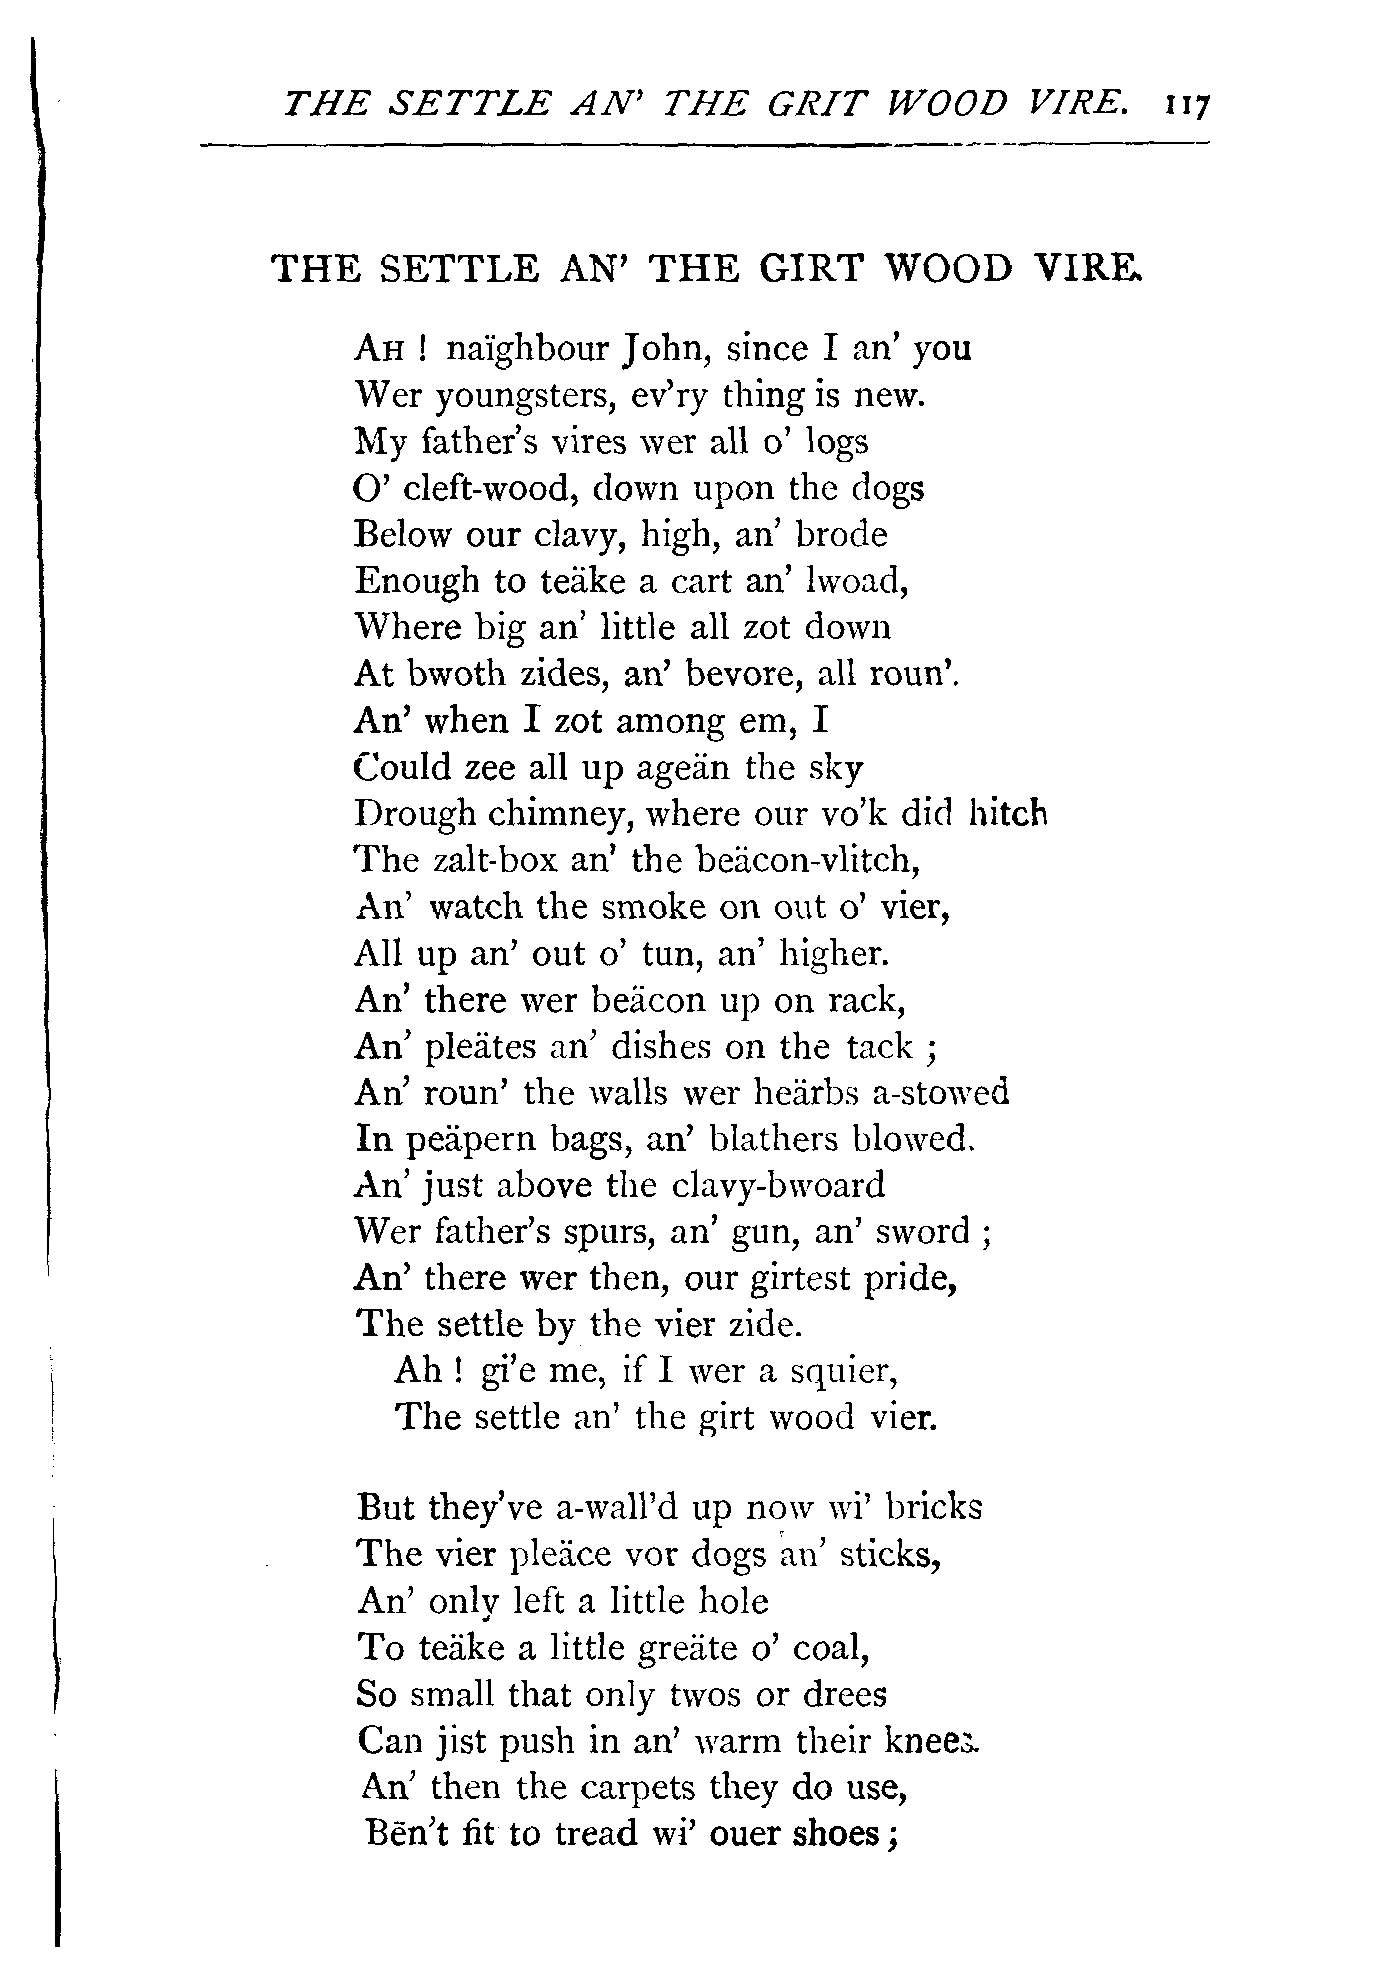 THE SETTLE AN' THE GRIT WOOD VIRE. 117
THE SETTLE AN' THE GIRT WOOD VIRE.
AH ! naïghbour John, since I an' you
Wer youngsters, ev'ry thing is new.
My father's vires wer all o' logs
O' cleft-wood, down upon the dogs
Below our clavy, high, an' brode
Enough to teäke a cart an' lwoad,
Where big an' little all zot down
At bwoth zides, an' bevore, all roun'.
An' when I zot among em, I
Could zee all up ageän the sky
Drough chimney, where our vo'k did hitch
The zalt-box an' the beäcon-vlitch,
An' watch the smoke on out o' vier,
All up an' out o' tun, an' higher.
An' there wer beäcon up on rack,
An' pleätes an' dishes on the tack ;
An' roun' the walls wer heärbs a-stowed
In peäpern bags, an' blathers blowed.
An' just above the clavy-bwoard
Wer father's spurs, an' gun, an' sword ;
An' there wer then, our girtest pride,
The settle by the vier zide.
Ah ! gi'e me, if I wer a squier,
The settle an' the girt wood vier.
But they've a-wall'd up now wi' bricks
The vier pleäce vor dogs an' sticks,
An' only left a little hole
To teäke a little greäte o' coal,
So small that only twos or drees
Can jist push in an' warm their knees.
An' then the carpets they do use,
Bēn't fit to tread wi' ouer shoes ;